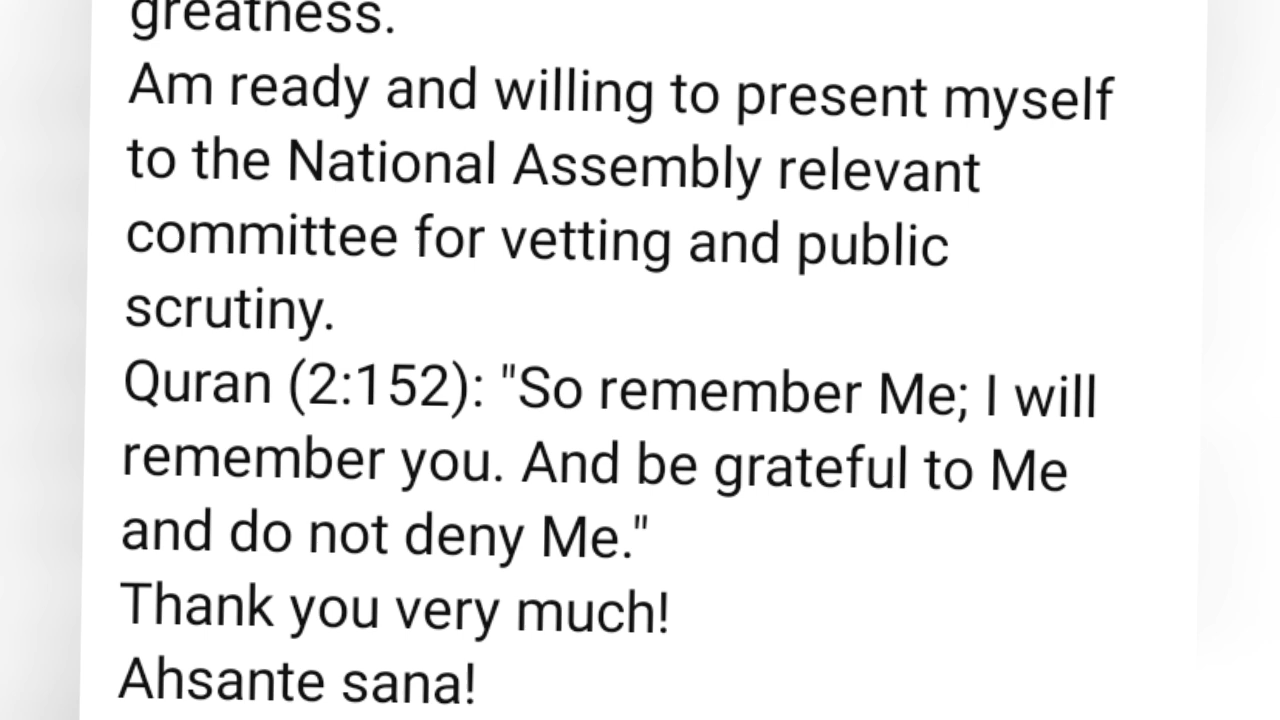 greatness.
Am ready and willing to present myself
to the National Assembly relevant
committee for vetting and public
scrutiny.
Quran (2:152): "So remember Me; I will
remember you. And be grateful to Me
and do not deny Me."
Thank you very much!
Ahsante sana!